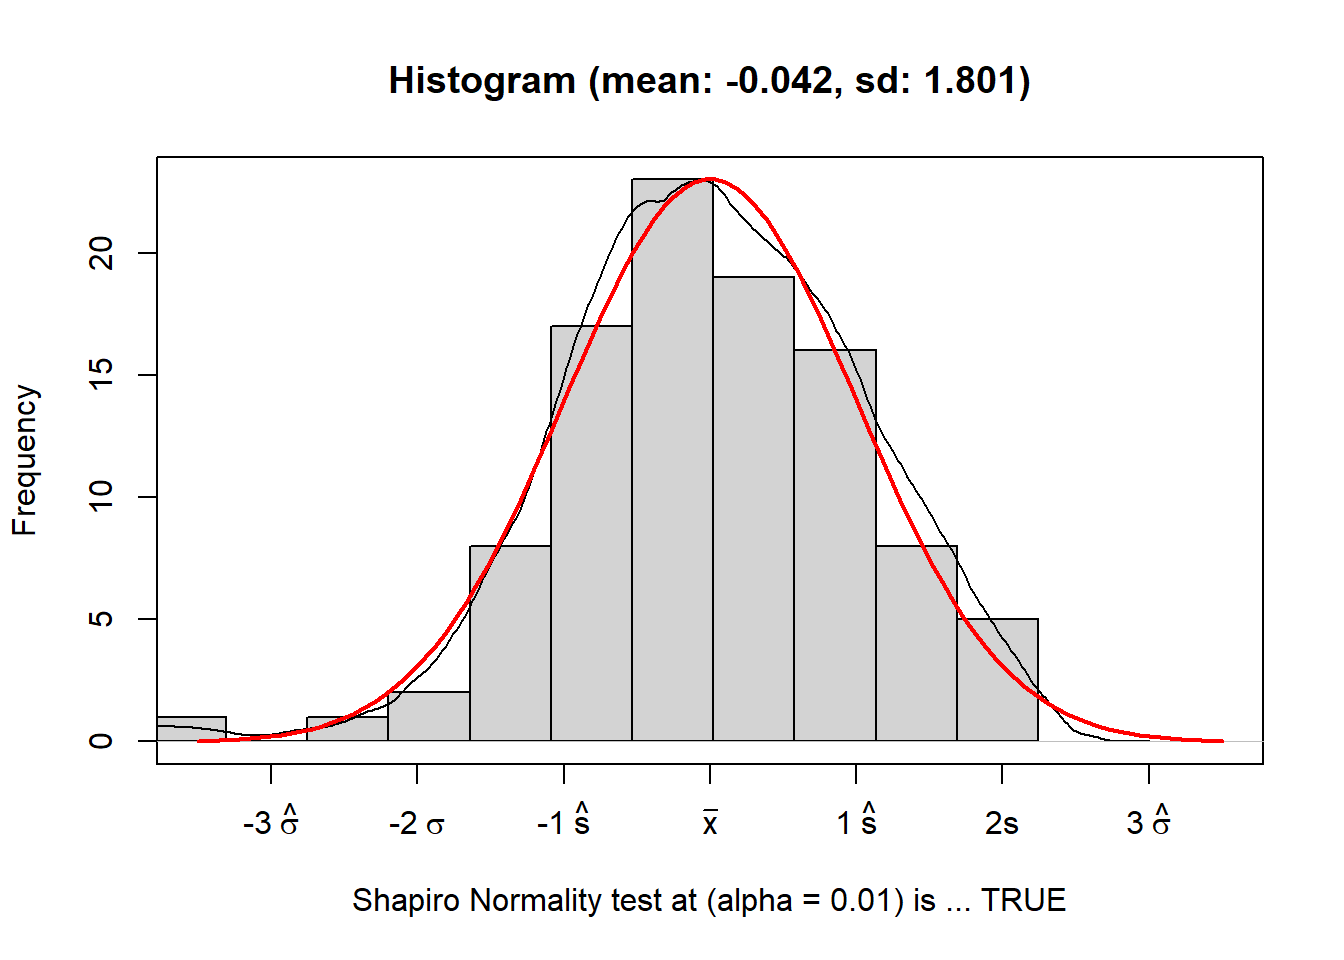 Histogram (mean: -0.042, sd: 1.801)
Frequency
20
15
10
5
0
-3 σ̂ -2 σ -1 ŝ x̄ 1 ŝ 2s 3 σ̂
Shapiro Normality test at (alpha = 0.01) is ... TRUE